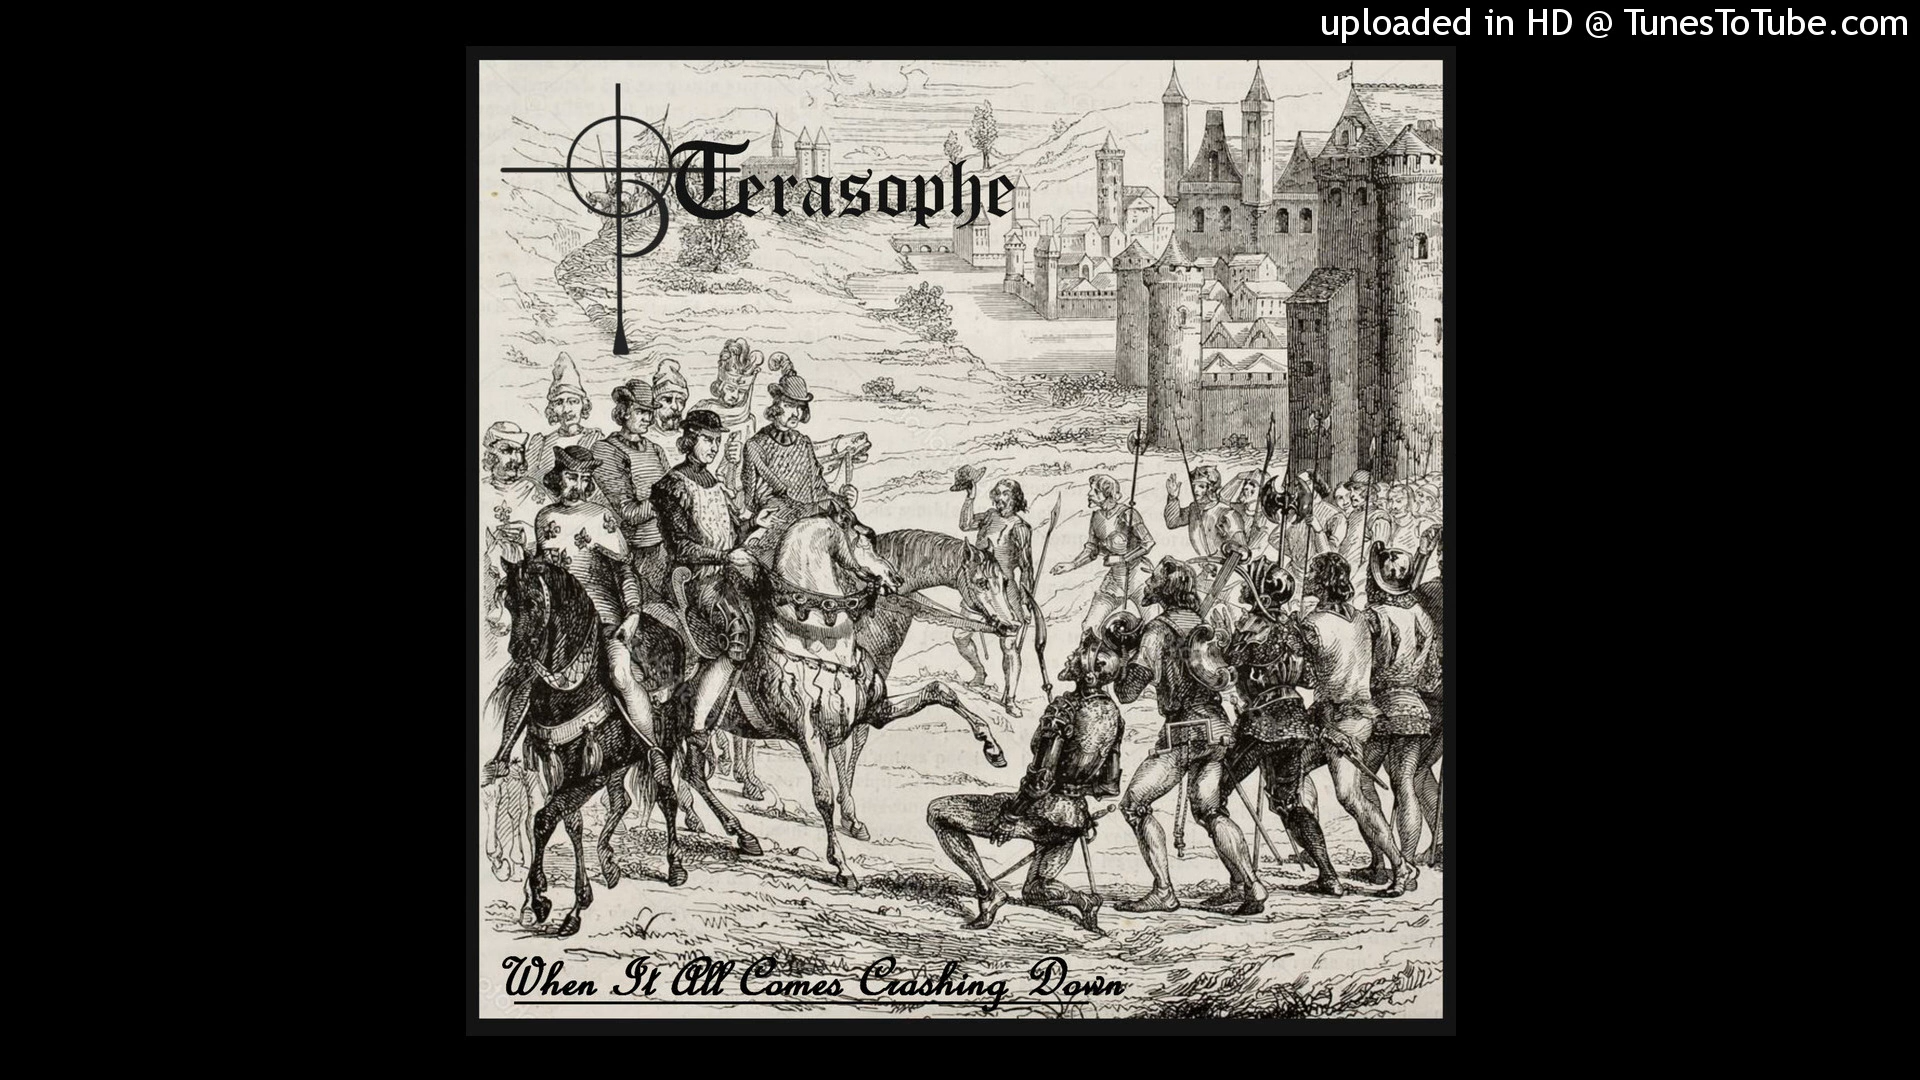 uploaded in HD @ TunesToTube.com
Terasophe
When It All Comes Crashing Down